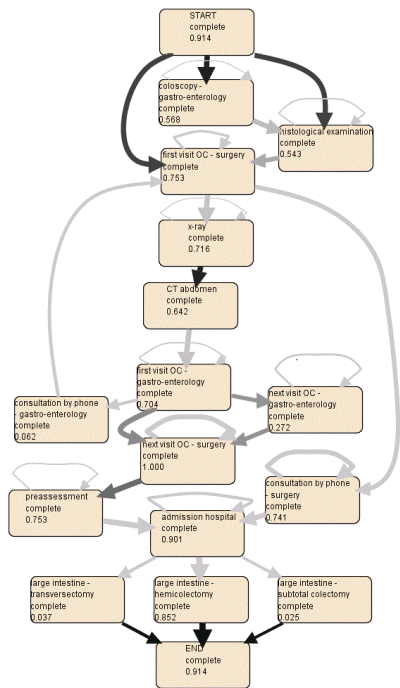 START
complete
0.914
coloscopy -
gastro-enterology
complete
0.568
histological examination
complete
0.543
first visit OC - surgery
complete
0.753
x-ray
complete
0.716
CT abdomen
complete
0.642
first visit OC -
gastro-enterology
complete
0.704
next visit OC -
gastro-enterology
complete
0.272
consultation by phone
- gastro-enterology
complete
0.062
next visit OC - surgery
complete
1.000
consultation by phone
- surgery
complete
0.741
preassessment
complete
0.753
admission hospital
complete
0.901
large intestine -
transversectomy
complete
0.037
large intestine -
hemicolectomy
complete
0.852
large intestine -
subtotal colectomy
complete
0.025
END
complete
0.914